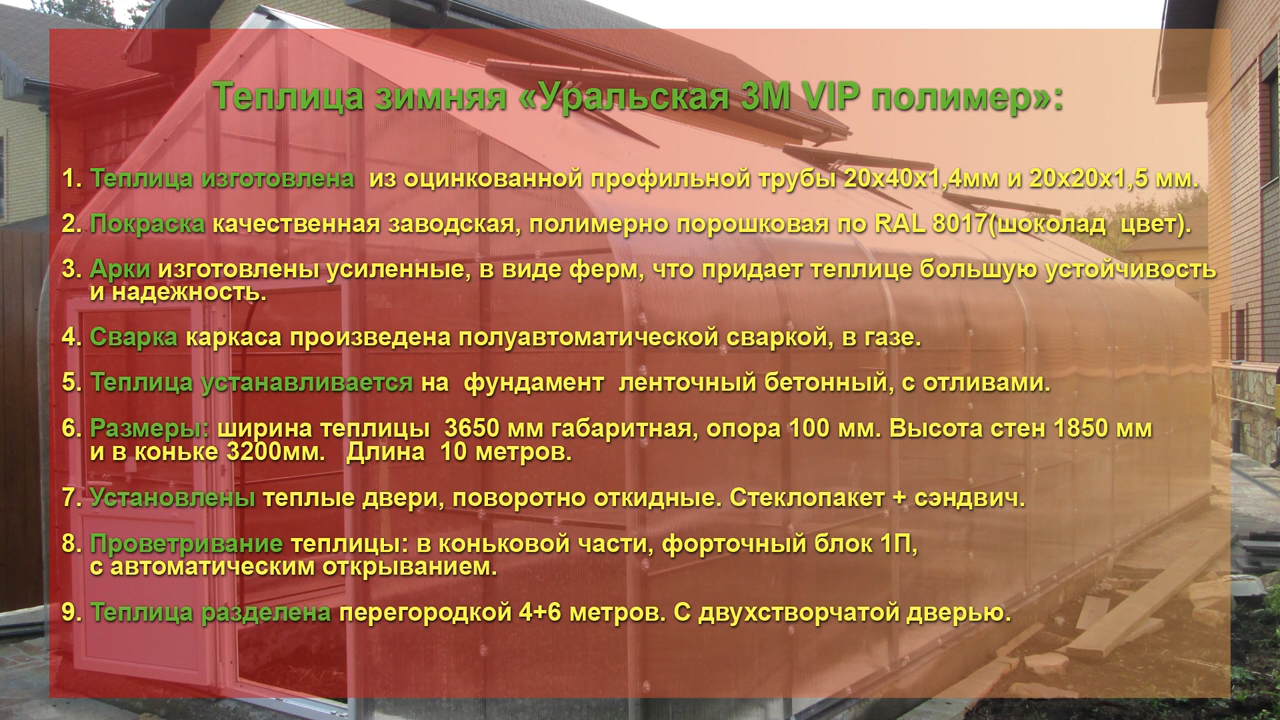 Теплица зимняя «Уральская 3М VIP полимер»:
1. Теплица изготовлена из оцинкованной профильной трубы 20х40х1,4мм и 20х20х1,5 мм.
2. Покраска качественная заводская, полимерно порошковая по RAL 8017(шоколад цвет).
3. Арки изготовлены усиленные, в виде ферм, что придает теплице большую устойчивость
и надежность.
4. Сварка каркаса произведена полуавтоматической сваркой, в газе.
5. Теплица устанавливается на фундамент ленточный бетонный, с отливами.
6. Размеры: ширина теплицы 3650 мм габаритная, опора 100 мм. Высота стен 1850 мм
и в коньке 3200мм. Длина 10 метров.
7. Установлены теплые двери, поворотно откидные. Стеклопакет + сэндвич.
8. Проветривание теплицы: в коньковой части, форточный блок 1П,
с автоматическим открыванием.
9. Теплица разделена перегородкой 4+6 метров. С двухстворчатой дверью.